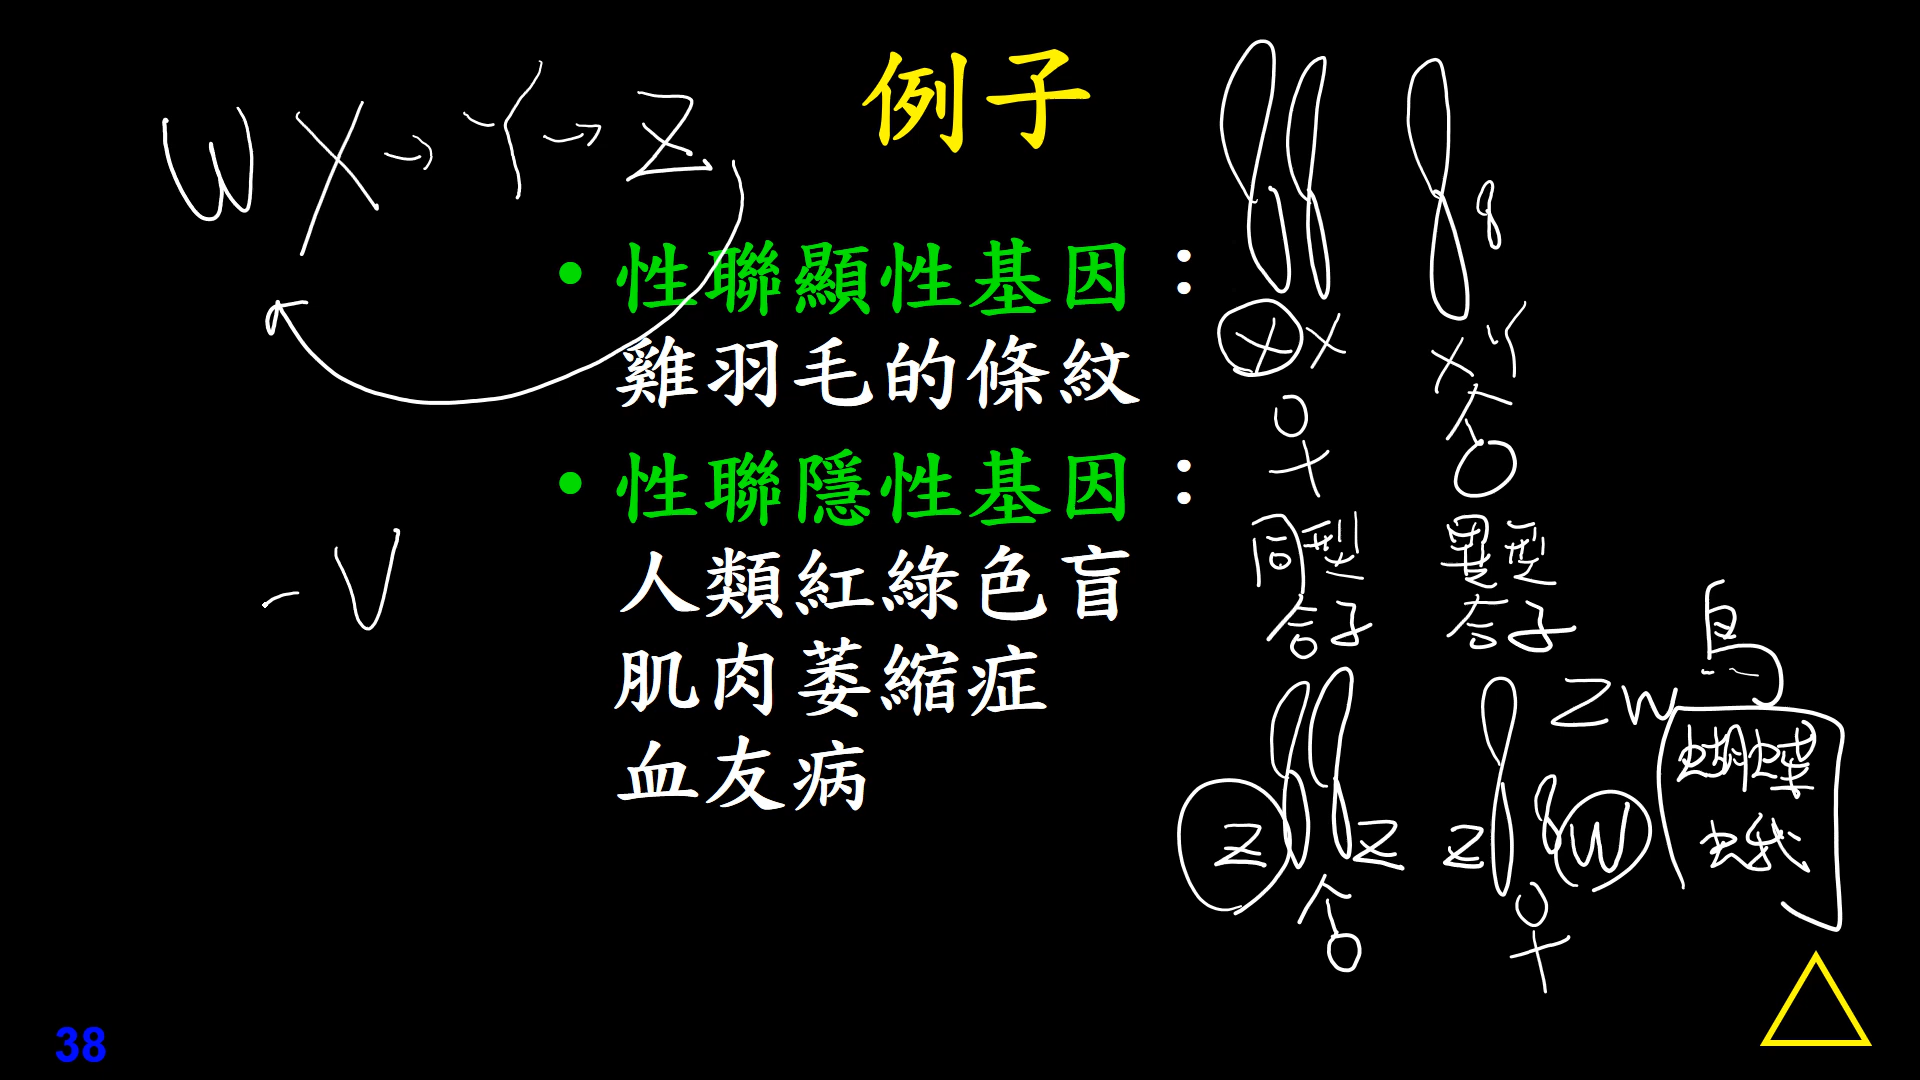 例子
W X → Y → Z
• 性聯顯性基因：
雞羽毛的條紋
• 性聯隱性基因：
人類紅綠色盲
肌肉萎縮症
血友病
V
X X
X Y
♀
♂
同型
合子
異型
合子
鳥
ZW
蝴蝶
蛾
Z Z
Z W
♂
♀
38